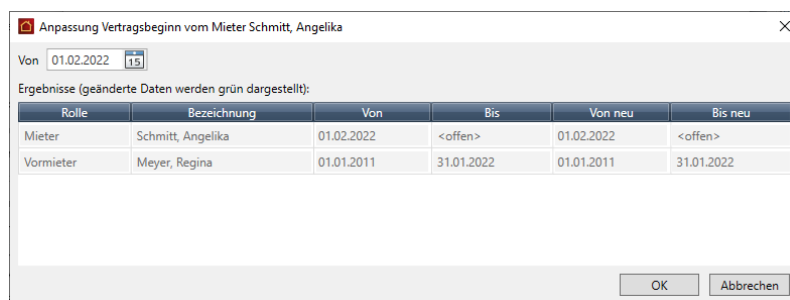 Anpassung Vertragsbeginn vom Mieter Schmitt, Angelika
Von 01.02.2022 15
Ergebnisse (geänderte Daten werden grün dargestellt):
Rolle Bezeichnung Von Bis Von neu Bis neu
Mieter Schmitt, Angelika 01.02.2022 <offen> 01.02.2022 <offen>
Vormieter Meyer, Regina 01.01.2011 31.01.2022 01.01.2011 31.01.2022
OK Abbrechen